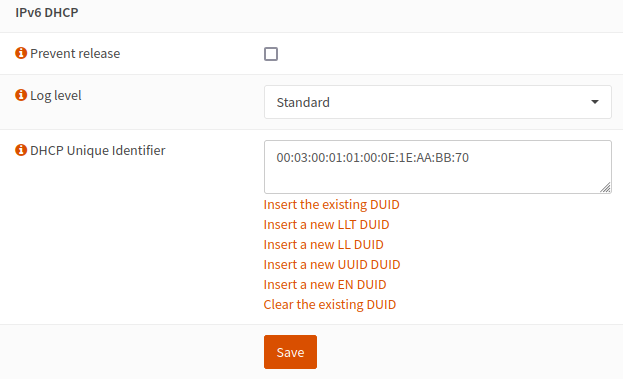 IPv6 DHCP
Prevent release
Log level
Standard
DHCP Unique Identifier
00:03:00:01:01:00:0E:1E:AA:BB:70
Insert the existing DUID
Insert a new LLT DUID
Insert a new LL DUID
Insert a new UUID DUID
Insert a new EN DUID
Clear the existing DUID
Save